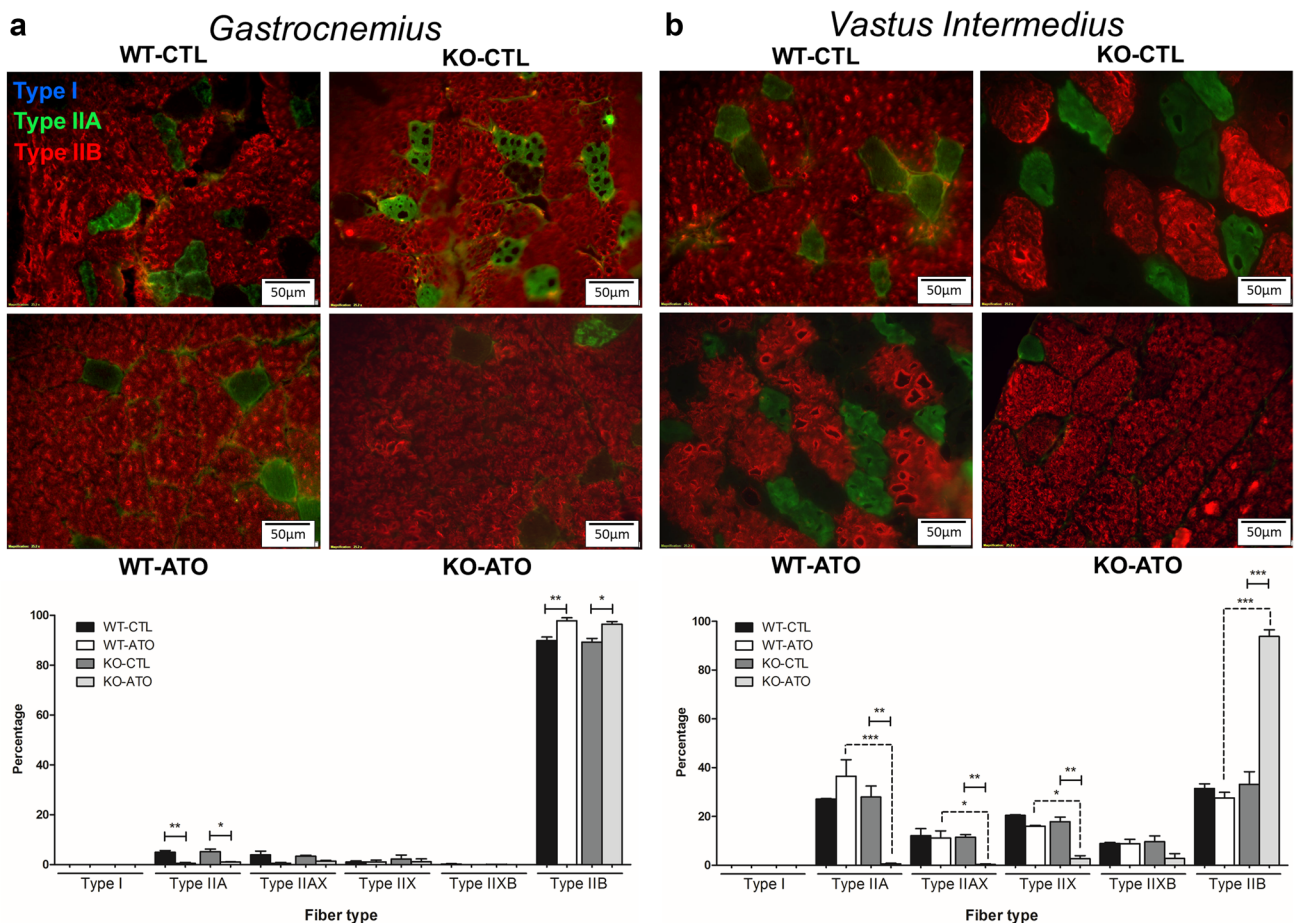 a
Gastrocnemius
WT-CTL
KO-CTL
Type I
Type IIA
Type IIB
50µm
50µm
50µm
50µm
WT-ATO
KO-ATO
100
80
60
40
20
0
Percentage
WT-CTL
WT-ATO
KO-CTL
KO-ATO
**
*
**
*
Type I
Type IIA
Type IIAX
Type IIX
Type IIXB
Type IIB
Fiber type
b
Vastus Intermedius
WT-CTL
KO-CTL
50µm
50µm
50µm
50µm
WT-ATO
KO-ATO
100
80
60
40
20
0
Percentage
WT-CTL
WT-ATO
KO-CTL
KO-ATO
**
***
**
*
**
*
***
***
Type I
Type IIA
Type IIAX
Type IIX
Type IIXB
Type IIB
Fiber type